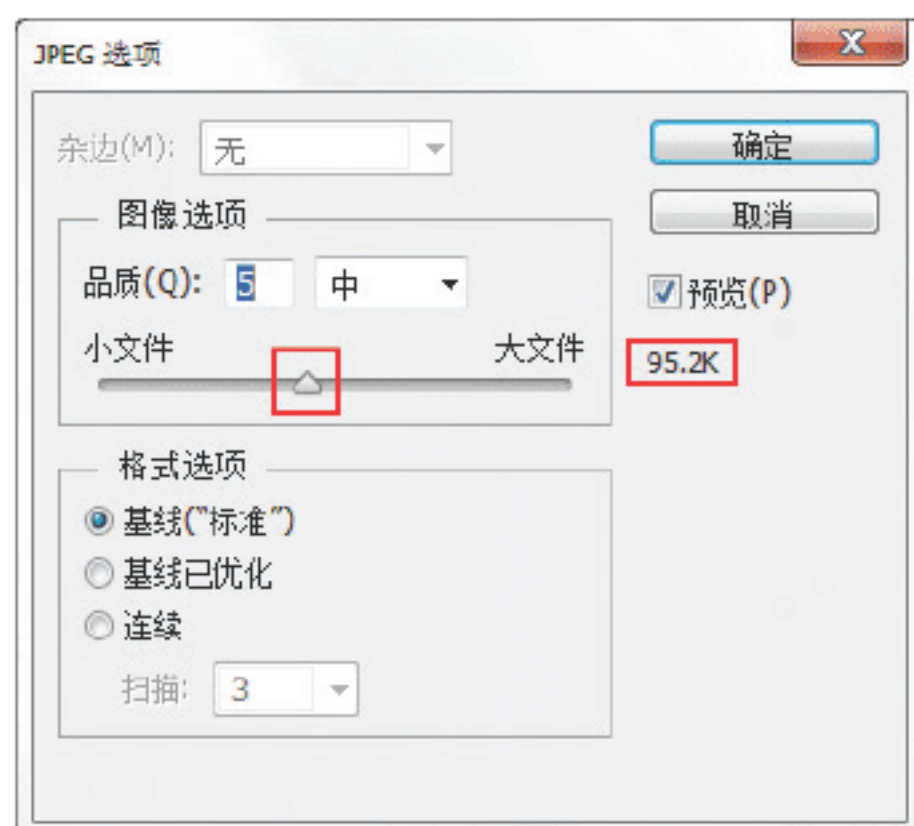 JPEG 选项
杂边(M): 无
确定
图像选项
取消
品质(Q): 5 中
预览(P)
小文件 大文件
95.2K
格式选项
基线("标准")
基线已优化
连续
扫描: 3